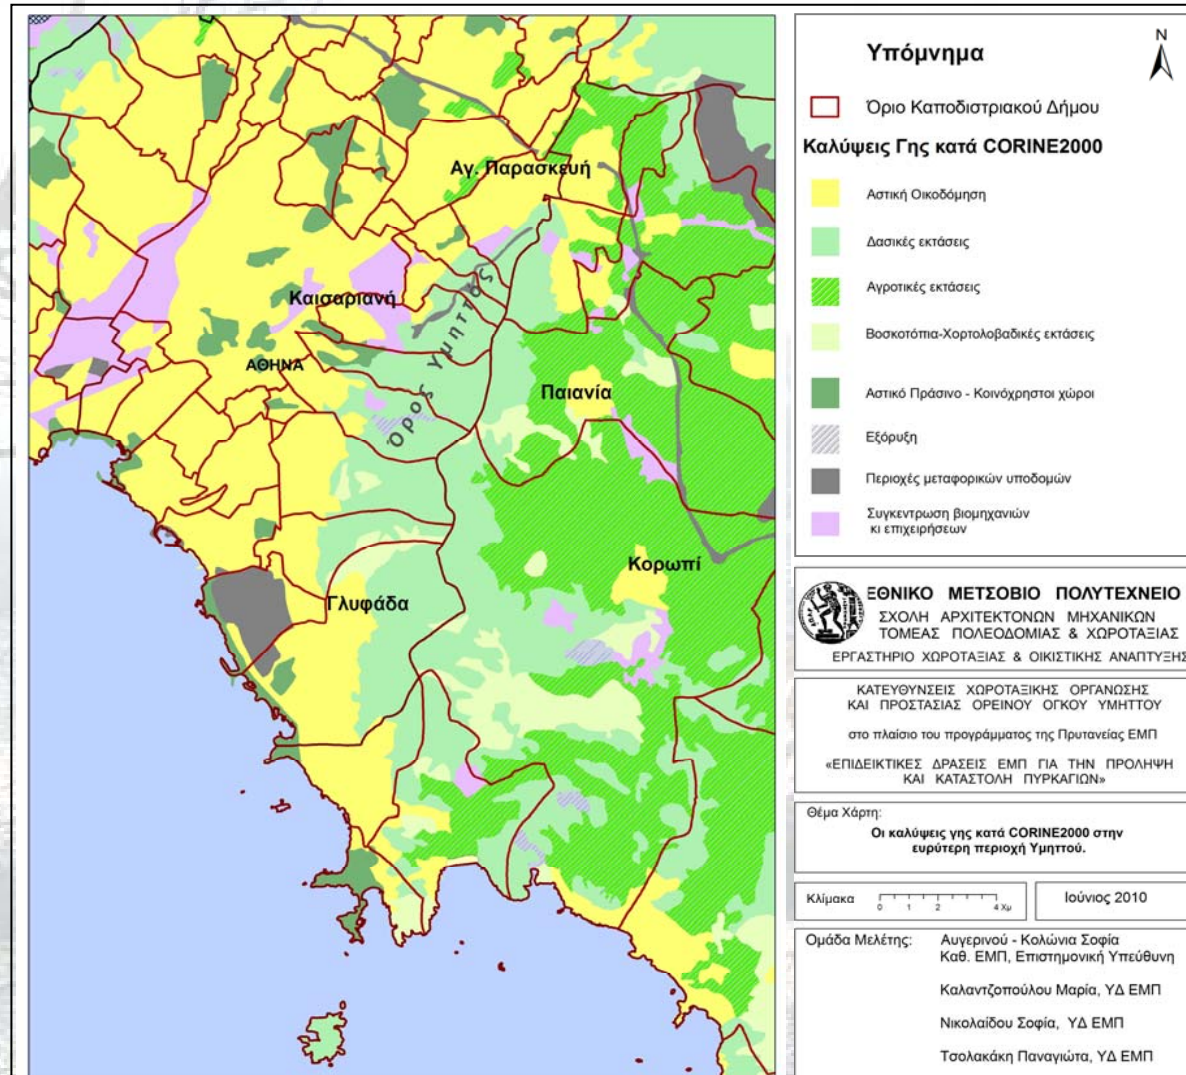 Αγ. Παρασκευή
Καισαριανή
Όρος Υμηττός
ΑΘΗΝΑ
Παιανία
Κορωπί
Γλυφάδα
Υπόμνημα
N
Όριο Καποδιστριακού Δήμου
Καλύψεις Γης κατά CORINE2000
Αστική Οικοδόμηση
Δασικές εκτάσεις
Αγροτικές εκτάσεις
Βοσκοτόπια-Χορτολοβαδικές εκτάσεις
Αστικό Πράσινο - Κοινόχρηστοι χώροι
Εξόρυξη
Περιοχές μεταφορικών υποδομών
Συγκεντρωση βιομηχανιών
κι επιχειρήσεων
ΕΘΝΙΚΟ ΜΕΤΣΟΒΙΟ ΠΟΛΥΤΕΧΝΕΙΟ
ΣΧΟΛΗ ΑΡΧΙΤΕΚΤΟΝΩΝ ΜΗΧΑΝΙΚΩΝ
ΤΟΜΕΑΣ ΠΟΛΕΟΔΟΜΙΑΣ & ΧΩΡΟΤΑΞΙΑΣ
ΕΡΓΑΣΤΗΡΙΟ ΧΩΡΟΤΑΞΙΑΣ & ΟΙΚΙΣΤΙΚΗΣ ΑΝΑΠΤΥΞΗΣ
ΚΑΤΕΥΘΥΝΣΕΙΣ ΧΩΡΟΤΑΞΙΚΗΣ ΟΡΓΑΝΩΣΗΣ
ΚΑΙ ΠΡΟΣΤΑΣΙΑΣ ΟΡΕΙΝΟΥ ΟΓΚΟΥ ΥΜΗΤΤΟΥ
στο πλαίσιο του προγράμματος της Πρυτανείας ΕΜΠ
«ΕΠΙΔΕΙΚΤΙΚΕΣ ΔΡΑΣΕΙΣ ΕΜΠ ΓΙΑ ΤΗΝ ΠΡΟΛΗΨΗ
ΚΑΙ ΚΑΤΑΣΤΟΛΗ ΠΥΡΚΑΓΙΩΝ»
Θέμα Χάρτη:
Οι καλύψεις γης κατά CORINE2000 στην
ευρύτερη περιοχή Υμηττού.
Κλίμακα
0 1 2 4 Χμ
Ιούνιος 2010
Ομάδα Μελέτης: Αυγερινού - Κολώνια Σοφία
Καθ. ΕΜΠ, Επιστημονική Υπεύθυνη
Καλαντζοπούλου Μαρία, ΥΔ ΕΜΠ
Νικολαίδου Σοφία, ΥΔ ΕΜΠ
Τσολακάκη Παναγιώτα, ΥΔ ΕΜΠ